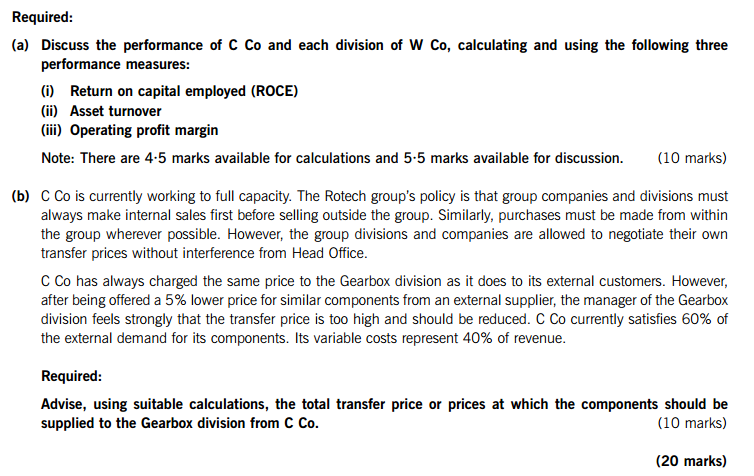 Required:
(a) Discuss the performance of C Co and each division of W Co, calculating and using the following three
performance measures:
(i) Return on capital employed (ROCE)
(ii) Asset turnover
(iii) Operating profit margin
Note: There are 4·5 marks available for calculations and 5·5 marks available for discussion. (10 marks)
(b) C Co is currently working to full capacity. The Rotech group’s policy is that group companies and divisions must
always make internal sales first before selling outside the group. Similarly, purchases must be made from within
the group wherever possible. However, the group divisions and companies are allowed to negotiate their own
transfer prices without interference from Head Office.
C Co has always charged the same price to the Gearbox division as it does to its external customers. However,
after being offered a 5% lower price for similar components from an external supplier, the manager of the Gearbox
division feels strongly that the transfer price is too high and should be reduced. C Co currently satisfies 60% of
the external demand for its components. Its variable costs represent 40% of revenue.
Required:
Advise, using suitable calculations, the total transfer price or prices at which the components should be
supplied to the Gearbox division from C Co. (10 marks)
(20 marks)